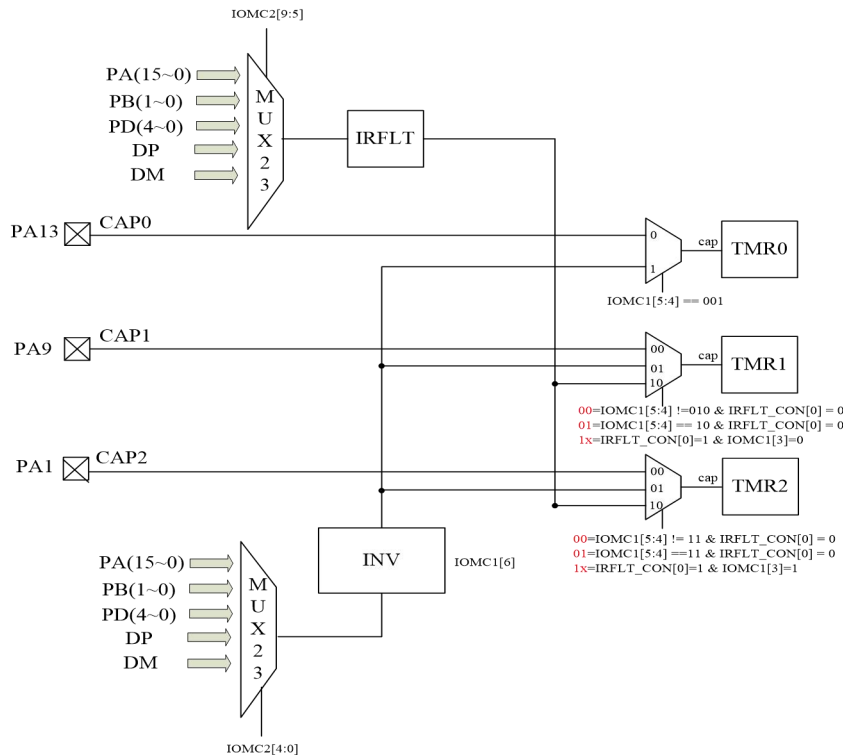 IOMC2[9:5]
PA(15~0)
PB(1~0)
PD(4~0)
DP
DM
MUX23
IRFLT
PA13
CAP0
0
1
cap
TMR0
IOMC1[5:4] == 001
PA9
CAP1
00
01
10
cap
TMR1
00=IOMC1[5:4] !=010 & IRFLT_CON[0] = 0
01=IOMC1[5:4] == 10 & IRFLT_CON[0] = 0
1x=IRFLT_CON[0]=1 & IOMC1[3]=0
PA1
CAP2
00
01
10
cap
TMR2
00=IOMC1[5:4] != 11 & IRFLT_CON[0] = 0
01=IOMC1[5:4] ==11 & IRFLT_CON[0] = 0
1x=IRFLT_CON[0]=1 & IOMC1[3]=1
INV
IOMC1[6]
PA(15~0)
PB(1~0)
PD(4~0)
DP
DM
MUX23
IOMC2[4:0]